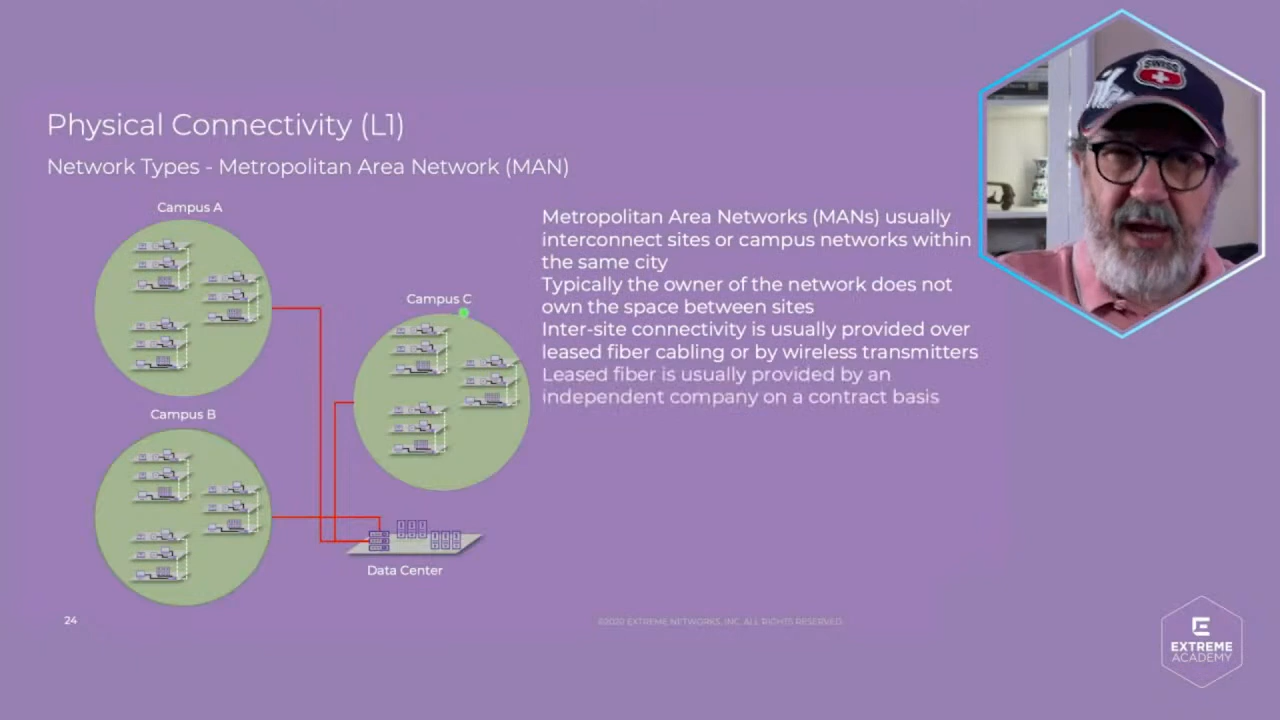 Physical Connectivity (L1)
Network Types - Metropolitan Area Network (MAN)
Campus A
Campus B
Campus C
Data Center
Metropolitan Area Networks (MANs) usually
interconnect sites or campus networks within
the same city
Typically the owner of the network does not
own the space between sites
Inter-site connectivity is usually provided over
leased fiber cabling or by wireless transmitters
Leased fiber is usually provided by an
independent company on a contract basis
SWISS
24
©2020 EXTREME NETWORKS, INC. ALL RIGHTS RESERVED.
EXTREME
ACADEMY